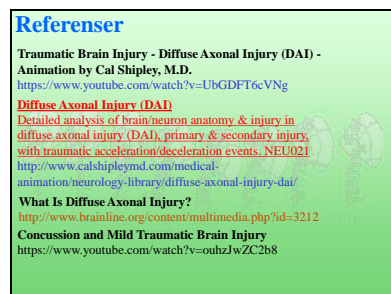 Referenser
Traumatic Brain Injury - Diffuse Axonal Injury (DAI) -
Animation by Cal Shipley, M.D.
https://www.youtube.com/watch?v=UbGDFT6cVNg
Diffuse Axonal Injury (DAI)
Detailed analysis of brain/neuron anatomy & injury in
diffuse axonal injury (DAI), primary & secondary injury,
with traumatic acceleration/deceleration events. NEU021
http://www.calshipleymd.com/medical-
animation/neurology-library/diffuse-axonal-injury-dai/
What Is Diffuse Axonal Injury?
http://www.brainline.org/content/multimedia.php?id=3212
Concussion and Mild Traumatic Brain Injury
https://www.youtube.com/watch?v=ouhzJwZC2b8